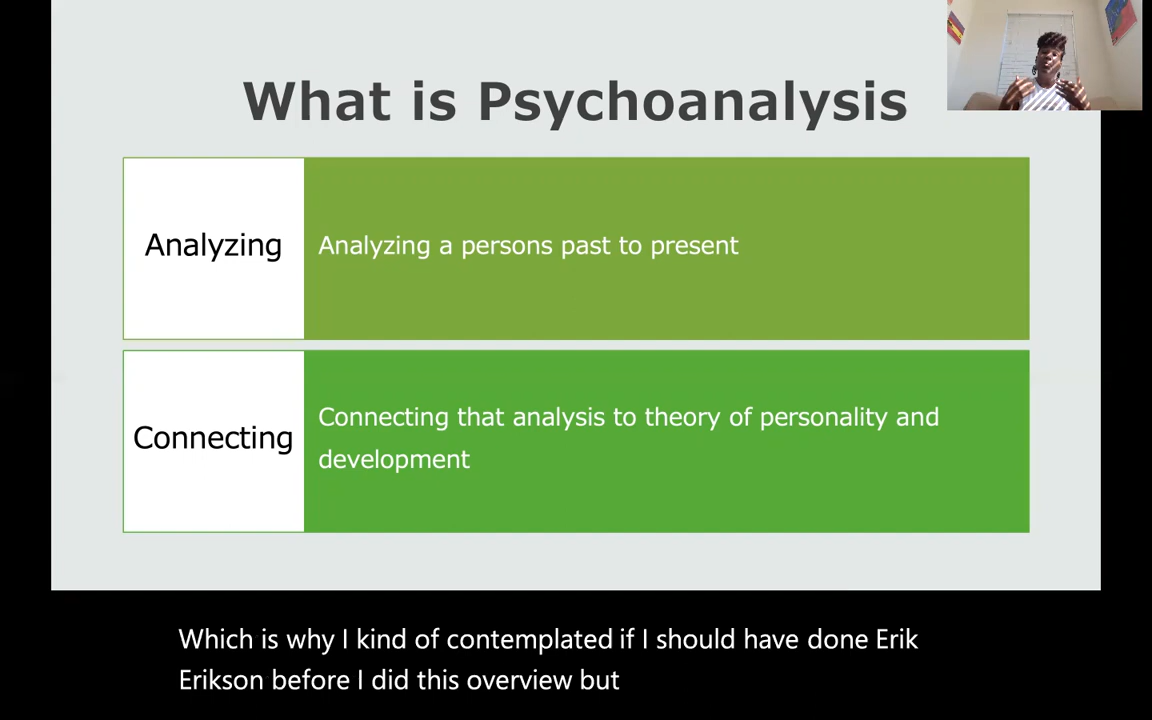 What is Psychoanalysis
Analyzing
Analyzing a persons past to present
Connecting
Connecting that analysis to theory of personality and
development
Which is why I kind of contemplated if I should have done Erik
Erikson before I did this overview but